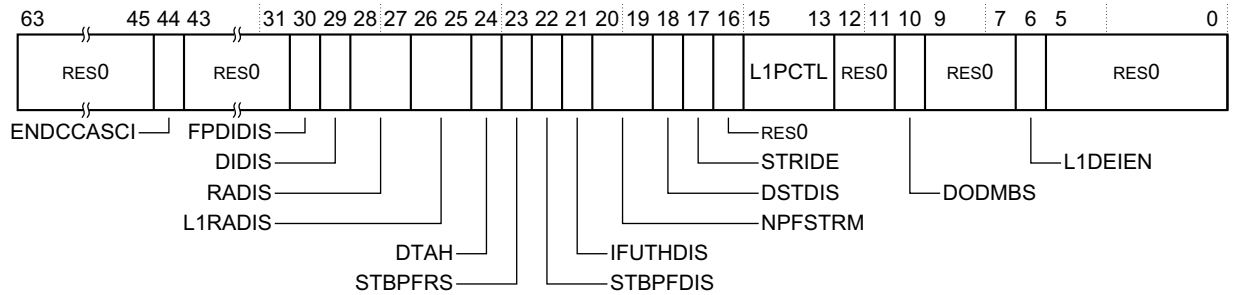 63 45 44 43 31 30 29 28 27 26 25 24 23 22 21 20 19 18 17 16 15 13 12 11 10 9 7 6 5 0
RES0 RES0 L1PCTL RES0 RES0 RES0
ENDCCASCI FPDIDIS RES0
DIDIS STRIDE L1DEIEN
RADIS DSTDIS DODMBS
L1RADIS NPFSTRM
DTAH IFUTHDIS
STBPFRS STBPFDIS